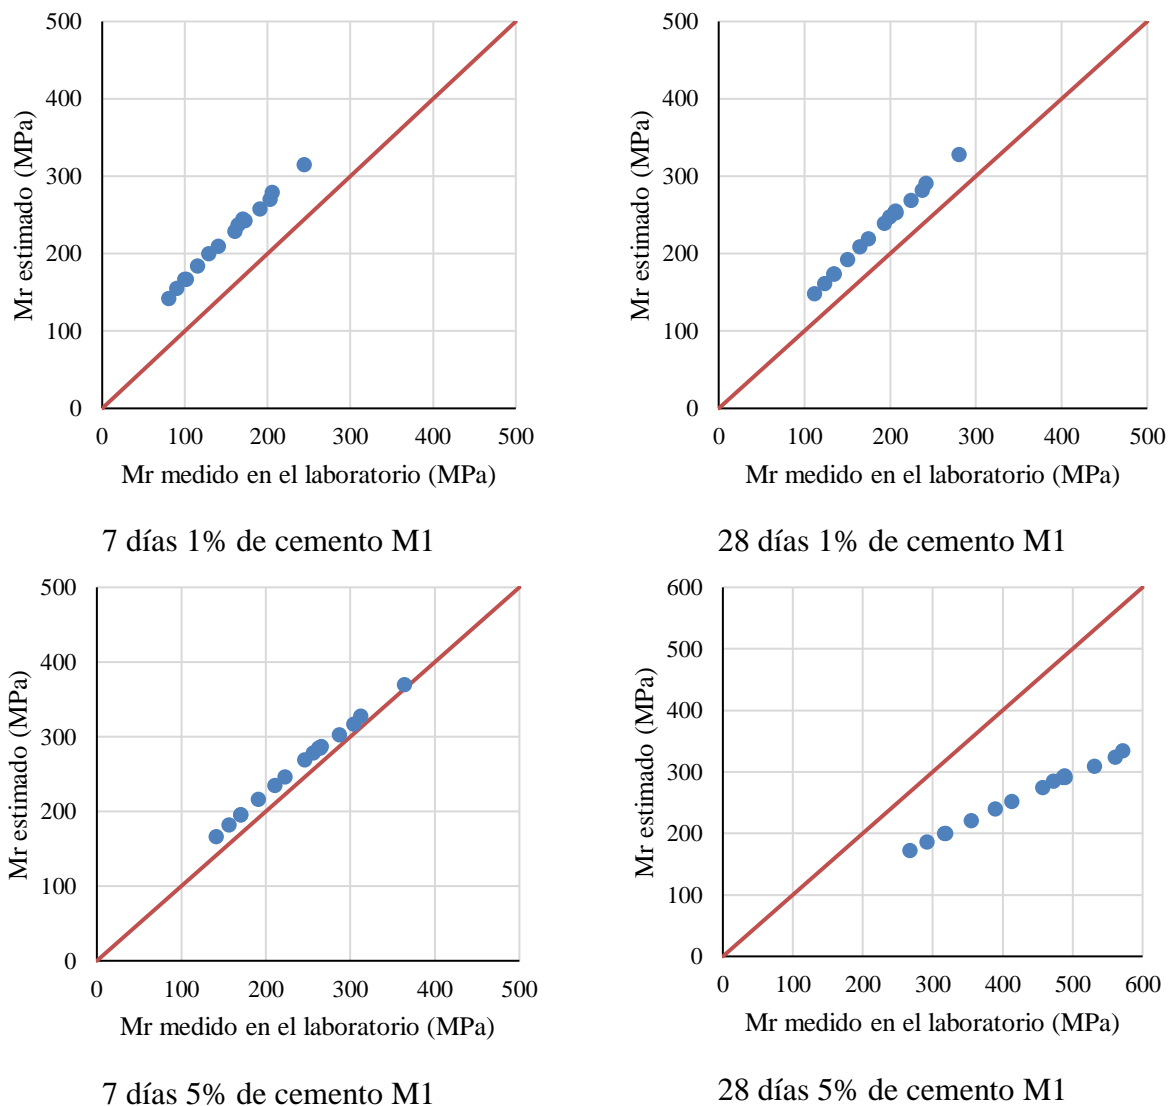 500
400
300
200
100
0
0 100 200 300 400 500
Mr estimado (MPa)
Mr medido en el laboratorio (MPa)
7 días 1% de cemento M1
500
400
300
200
100
0
0 100 200 300 400 500
Mr estimado (MPa)
Mr medido en el laboratorio (MPa)
28 días 1% de cemento M1
500
400
300
200
100
0
0 100 200 300 400 500
Mr estimado (MPa)
Mr medido en el laboratorio (MPa)
7 días 5% de cemento M1
600
500
400
300
200
100
0
0 100 200 300 400 500 600
Mr estimado (MPa)
Mr medido en el laboratorio (MPa)
28 días 5% de cemento M1